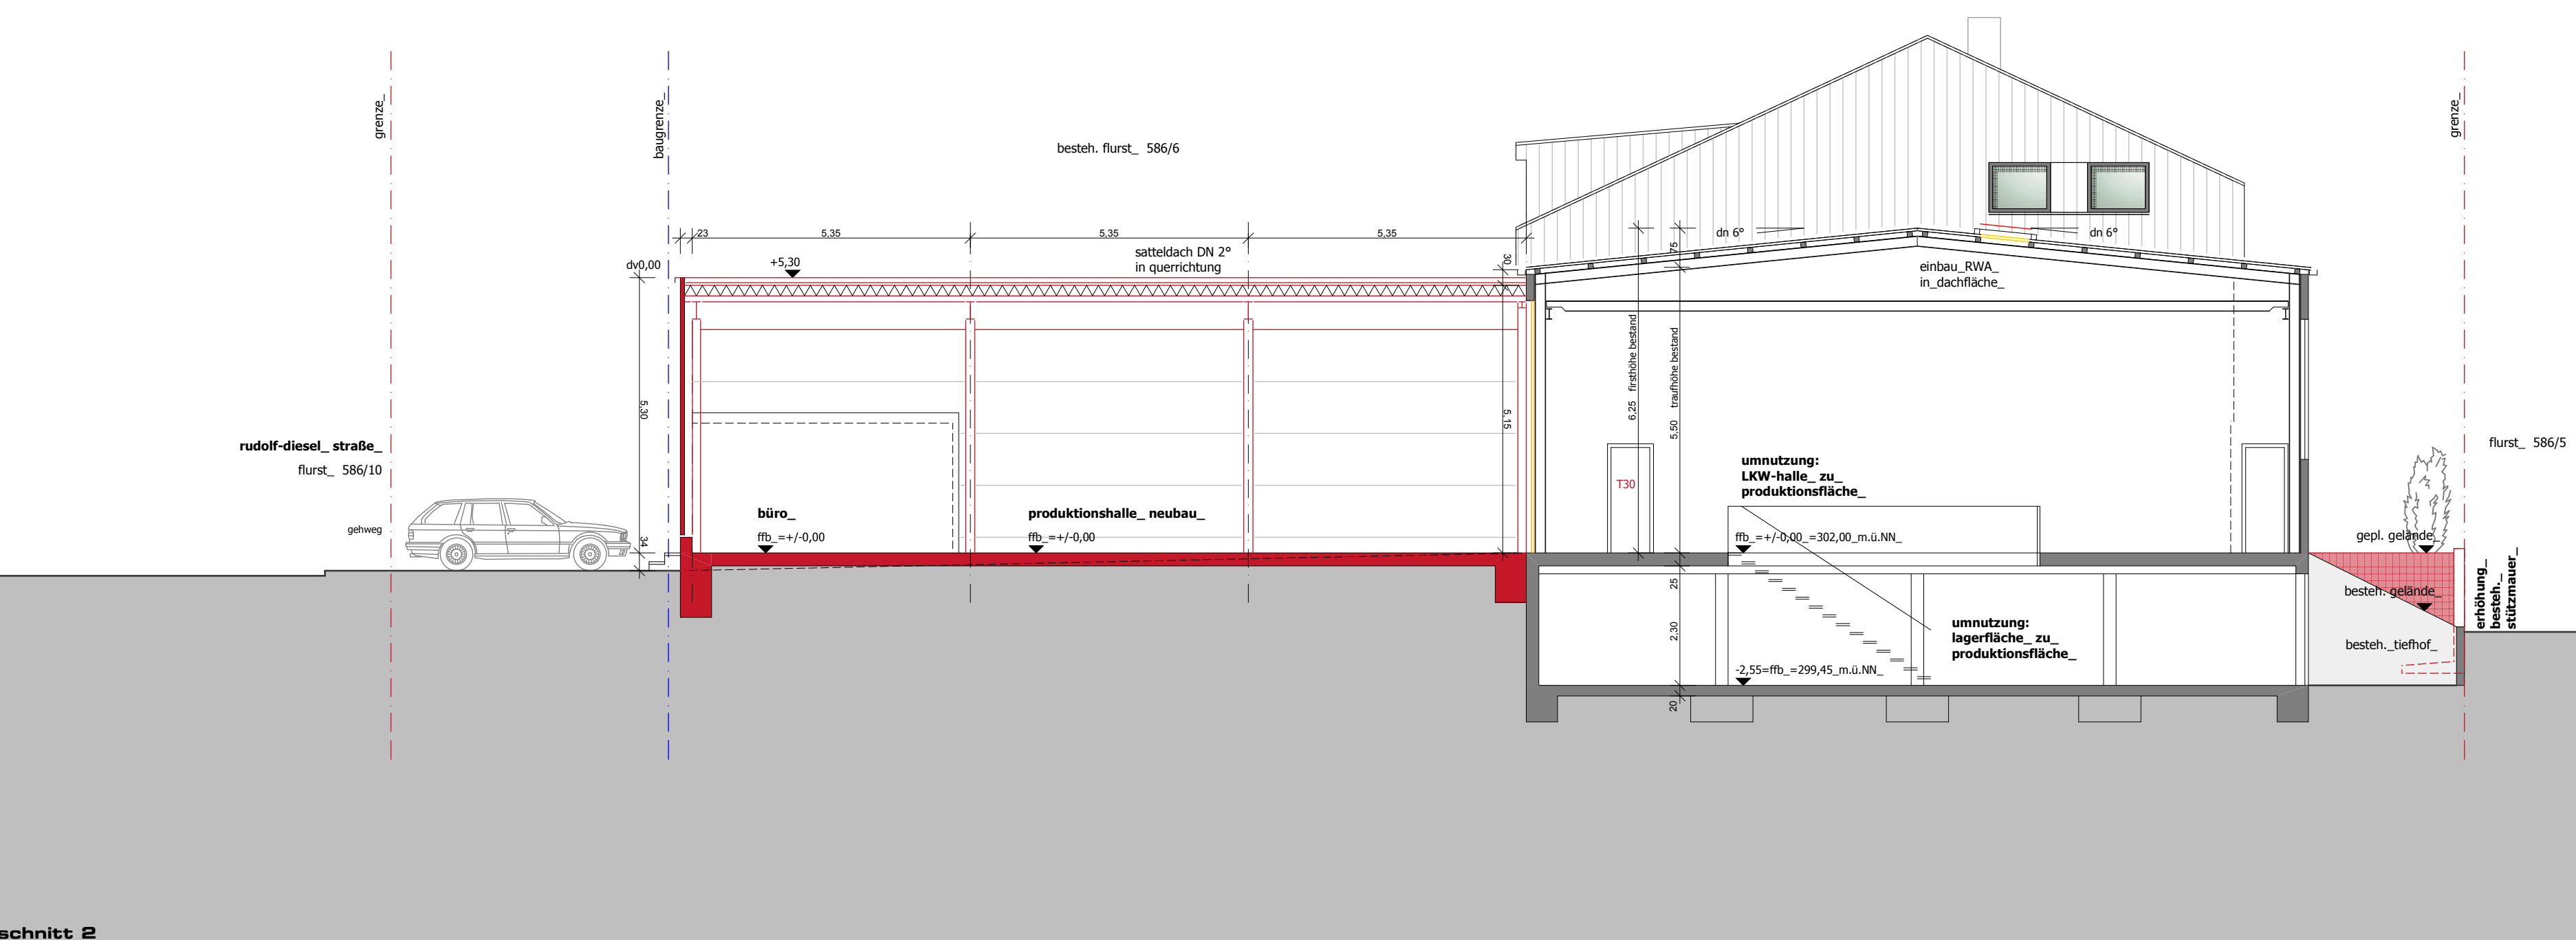 grenze_
baugrenze_
besteh. flurst_ 586/6
grenze_
23
5,35
5,35
5,35
satteldach DN 2°
in querrichtung
dv0,00
+5,30
30
dn 6°
75
dn 6°
einbau_RWA_
in_dachfläche_
5,30
5,15
6,25 firsthöhe bestand
5,50 traufhöhe bestand
rudolf-diesel_ straße_
flurst_ 586/10
gehweg
34
büro_
ffb_=+/-0,00
produktionshalle_ neubau_
ffb_=+/-0,00
T30
umnutzung:
LKW-halle_ zu_
produktionsfläche_
ffb_=+/-0,00_=302,00_m.ü.NN_
flurst_ 586/5
gepl. gelände_
besteh. gelände_
besteh._tiefhof_
erhöhung_
besteh._
stützmauer_
25
2,30
umnutzung:
lagerfläche_ zu_
produktionsfläche_
-2,55=ffb_=299,45_m.ü.NN_
20
schnitt 2